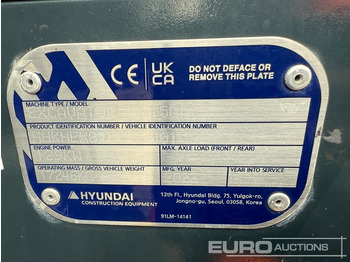 CE
UK
CA
DO NOT DEFACE OR
REMOVE THIS PLATE
MACHINE TYPE / MODEL
PRODUCT IDENTIFICATION NUMBER / VEHICLE IDENTIFICATION NUMBER
ENGINE POWER
MAX. AXLE LOAD (FRONT / REAR)
OPERATING MASS / GROSS VEHICLE WEIGHT
MFG. YEAR
YEAR INTO SERVICE
HYUNDAI
CONSTRUCTION EQUIPMENT
12th Fl., Hyundai Bldg, 75, Yulgok-ro,
Jongno-gu, Seoul, 03058, Korea
91LM-14141
EURO
AUCTIONS